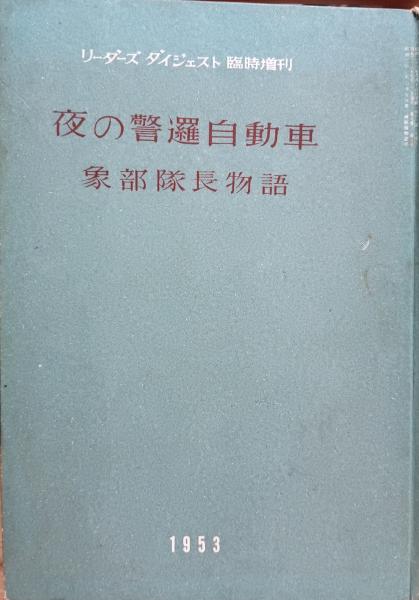 リーダーズ ダイジェスト 臨時増刊
夜の警邏自動車
象部隊長物語
1953